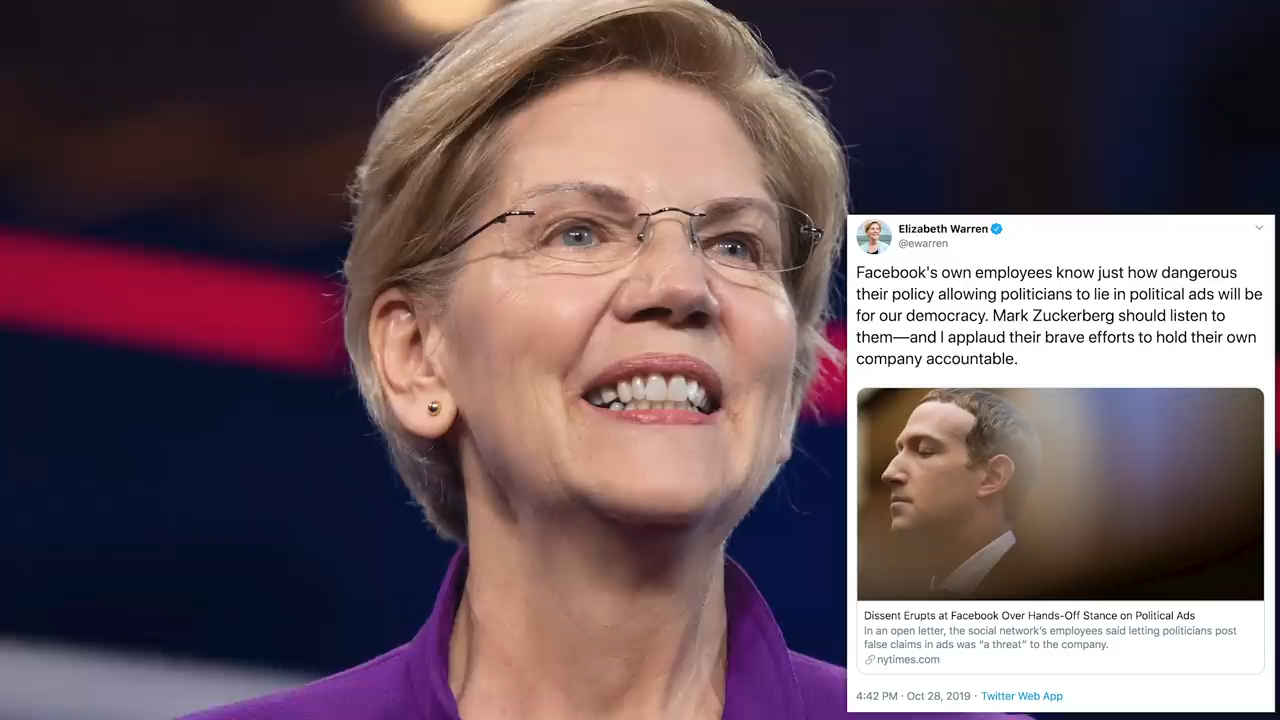 Elizabeth Warren
@ewarren
Facebook's own employees know just how dangerous
their policy allowing politicians to lie in political ads will be
for our democracy. Mark Zuckerberg should listen to
them—and I applaud their brave efforts to hold their own
company accountable.
Dissent Erupts at Facebook Over Hands-Off Stance on Political Ads
In an open letter, the social network's employees said letting politicians post
false claims in ads was “a threat” to the company.
nytimes.com
4:42 PM · Oct 28, 2019 · Twitter Web App